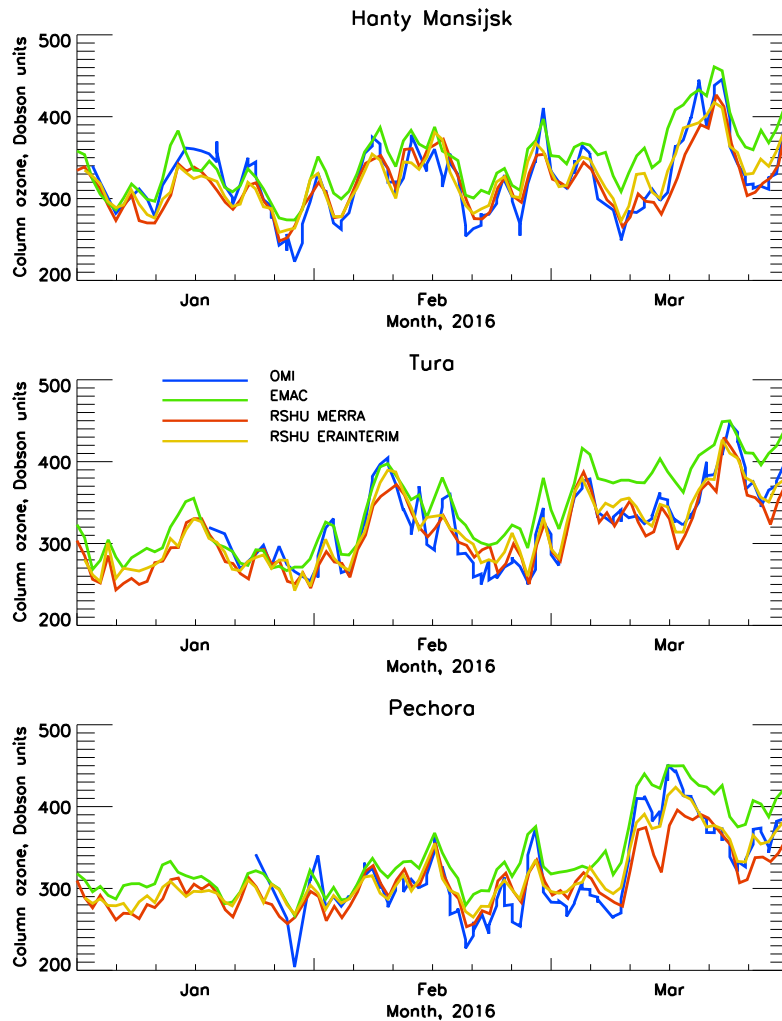 Hanty Mansijsk
500
400
300
200
Column ozone, Dobson units
Jan
Feb
Mar
Month, 2016
Tura
500
400
300
200
Column ozone, Dobson units
OMI
EMAC
RSHU MERRA
RSHU ERAINTERIM
Jan
Feb
Mar
Month, 2016
Pechora
500
400
300
200
Column ozone, Dobson units
Jan
Feb
Mar
Month, 2016